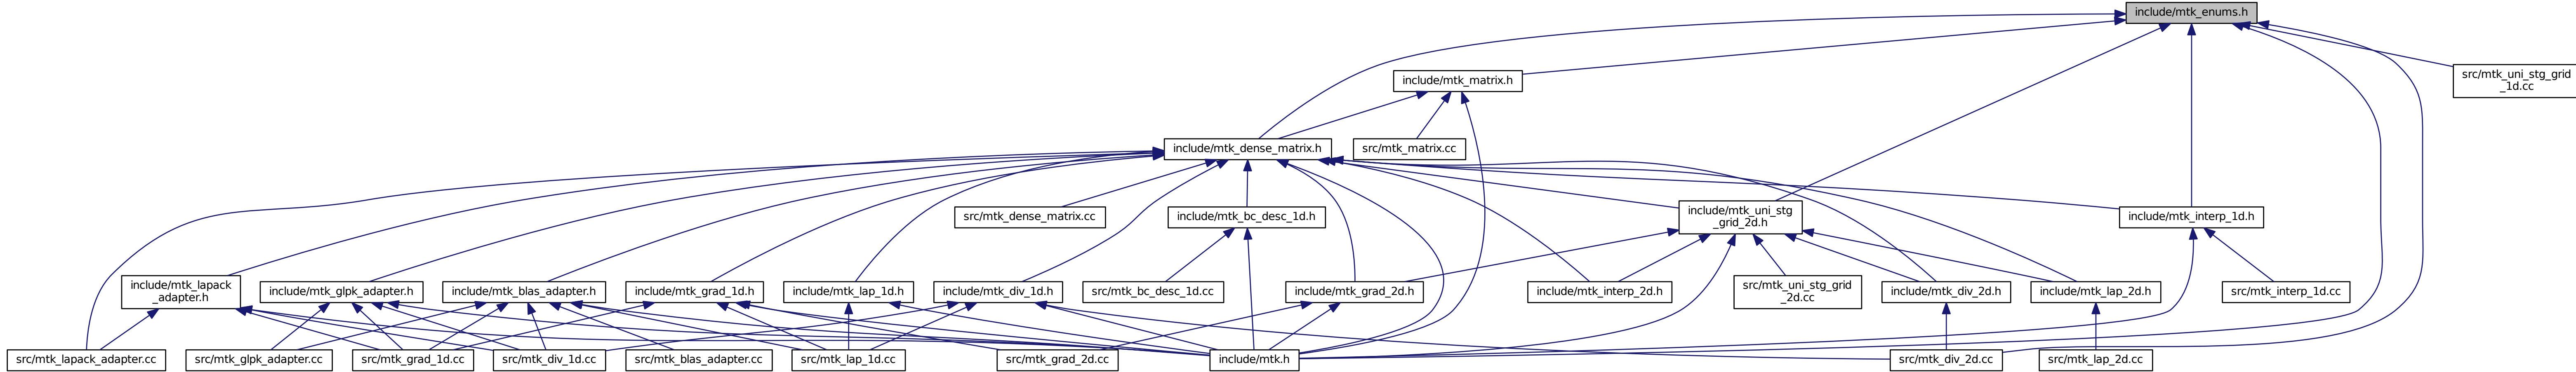 include/mtk_enums.h
include/mtk_matrix.h
src/mtk_uni_stg_grid
_1d.cc
include/mtk_dense_matrix.h
src/mtk_matrix.cc
src/mtk_dense_matrix.cc
include/mtk_bc_desc_1d.h
include/mtk_uni_stg
_grid_2d.h
include/mtk_interp_1d.h
include/mtk_lapack
_adapter.h
include/mtk_glpk_adapter.h
include/mtk_blas_adapter.h
include/mtk_grad_1d.h
include/mtk_lap_1d.h
include/mtk_div_1d.h
src/mtk_bc_desc_1d.cc
include/mtk_grad_2d.h
include/mtk_interp_2d.h
src/mtk_uni_stg_grid
_2d.cc
include/mtk_div_2d.h
include/mtk_lap_2d.h
src/mtk_interp_1d.cc
src/mtk_lapack_adapter.cc
src/mtk_glpk_adapter.cc
src/mtk_grad_1d.cc
src/mtk_div_1d.cc
src/mtk_blas_adapter.cc
src/mtk_lap_1d.cc
src/mtk_grad_2d.cc
include/mtk.h
src/mtk_div_2d.cc
src/mtk_lap_2d.cc